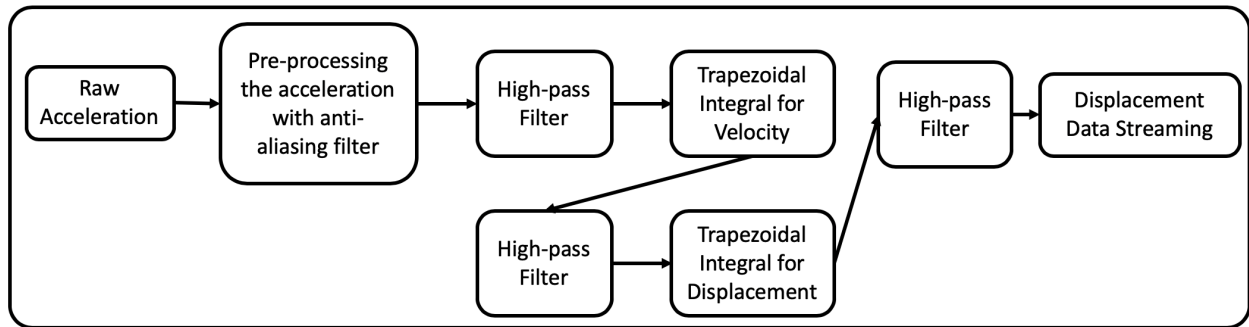 Raw
Acceleration
Pre-processing
the acceleration
with anti-
aliasing filter
High-pass
Filter
Trapezoidal
Integral for
Velocity
High-pass
Filter
Trapezoidal
Integral for
Displacement
High-pass
Filter
Displacement
Data Streaming